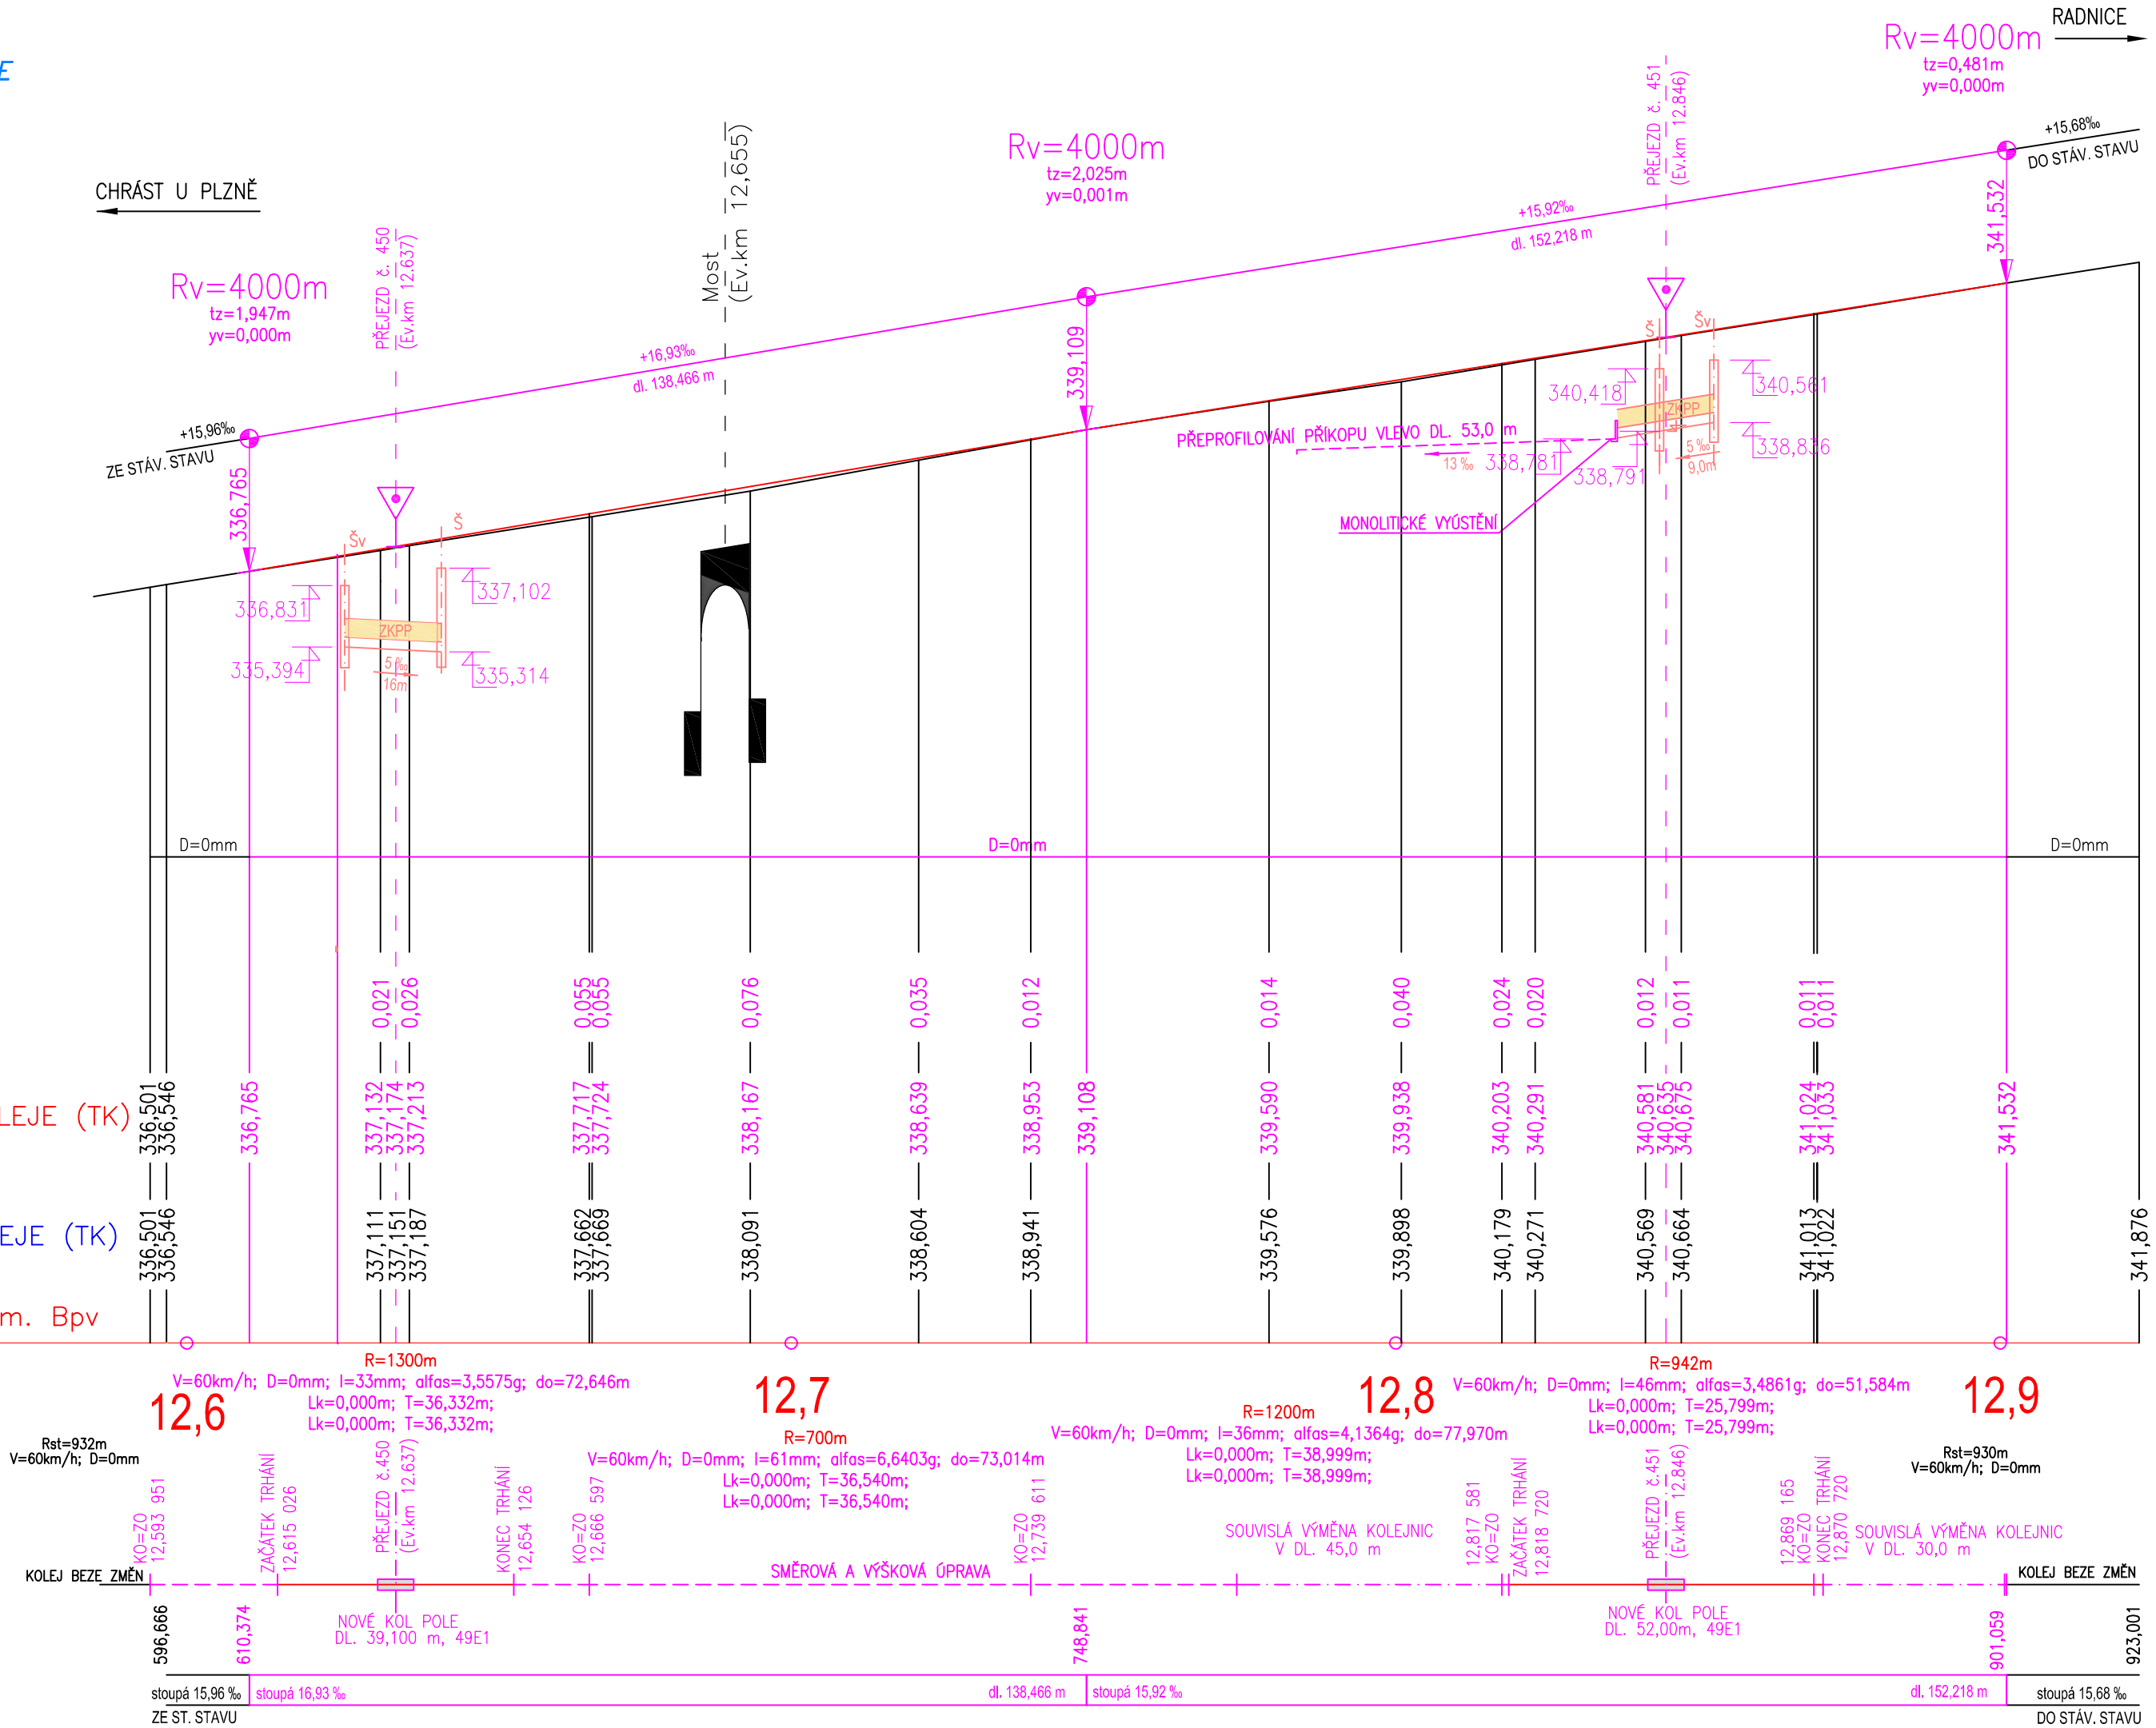 RADNICE
Rv=4000m
tz=0,481m
yv=0,000m
E
PŘEJEZD č. 451
(Ev.km 12.846)
+15,68‰
DO STÁV. STAVU
Rv=4000m
tz=2,025m
yv=0,001m
Most
(Ev.km 12,655)
CHRÁST U PLZNĚ
341,532
+15,92‰
dl. 152,218 m
PŘEJEZD č. 450
(Ev.km 12.637)
Rv=4000m
tz=1,947m
yv=0,000m
339,109
+16,93‰
dl. 138,466 m
Š
Šv
340,418
340,561
ZKPP
+15,96‰
ZE STÁV. STAVU
336,765
PŘEPROFILOVÁNÍ PŘÍKOPU VLEVO DL. 53,0 m
13 ‰
338,781
338,791
5 ‰
9,0m
338,836
MONOLITICKÉ VYÚSTĚNÍ
Šv
Š
336,831
337,102
ZKPP
335,394
5 ‰
16m
335,314
D=0mm
D=0mm
D=0mm
0,021
0,026
0,055
0,055
0,076
0,035
0,012
0,014
0,040
0,024
0,020
0,012
0,011
0,011
0,011
LEJE (TK)
336,501
336,546
336,765
337,132
337,174
337,213
337,717
337,724
338,167
338,639
338,953
339,108
339,590
339,938
340,203
340,291
340,581
340,635
340,675
341,024
341,033
341,532
EJE (TK)
336,501
336,546
337,111
337,151
337,187
337,662
337,669
338,091
338,604
338,941
339,576
339,898
340,179
340,271
340,569
340,664
341,013
341,022
341,876
m. Bpv
R=1300m
V=60km/h; D=0mm; I=33mm; alfas=3,5575g; do=72,646m
Lk=0,000m; T=36,332m;
Lk=0,000m; T=36,332m;
R=942m
V=60km/h; D=0mm; I=46mm; alfas=3,4861g; do=51,584m
Lk=0,000m; T=25,799m;
Lk=0,000m; T=25,799m;
12,6
12,7
12,8
12,9
R=1200m
V=60km/h; D=0mm; I=36mm; alfas=4,1364g; do=77,970m
Lk=0,000m; T=38,999m;
Lk=0,000m; T=38,999m;
R=700m
V=60km/h; D=0mm; I=61mm; alfas=6,6403g; do=73,014m
Lk=0,000m; T=36,540m;
Lk=0,000m; T=36,540m;
Rst=932m
V=60km/h; D=0mm
Rst=930m
V=60km/h; D=0mm
KO=ZO
12,593 951
ZAČÁTEK TRHÁNÍ
12,615 026
PŘEJEZD č.450
(Ev.km 12.637)
KONEC TRHÁNÍ
12,654 126
KO=ZO
12,666 597
KO=ZO
12,739 611
SOUVISLÁ VÝMĚNA KOLEJNIC
V DL. 45,0 m
12,817 581
KO=ZO
ZAČÁTEK TRHÁNÍ
12,818 720
PŘEJEZD č.451
(Ev.km 12.846)
12,869 165
KO=ZO
KONEC TRHÁNÍ
12,870 720
SOUVISLÁ VÝMĚNA KOLEJNIC
V DL. 30,0 m
KOLEJ BEZE ZMĚN
SMĚROVÁ A VÝŠKOVÁ ÚPRAVA
KOLEJ BEZE ZMĚN
NOVÉ KOL POLE
DL. 39,100 m, 49E1
NOVÉ KOL POLE
DL. 52,00m, 49E1
596,666
610,374
748,841
901,059
923,001
stoupá 15,96 ‰
stoupá 16,93 ‰
dl. 138,466 m
stoupá 15,92 ‰
dl. 152,218 m
stoupá 15,68 ‰
ZE ST. STAVU
DO STÁV. STAVU